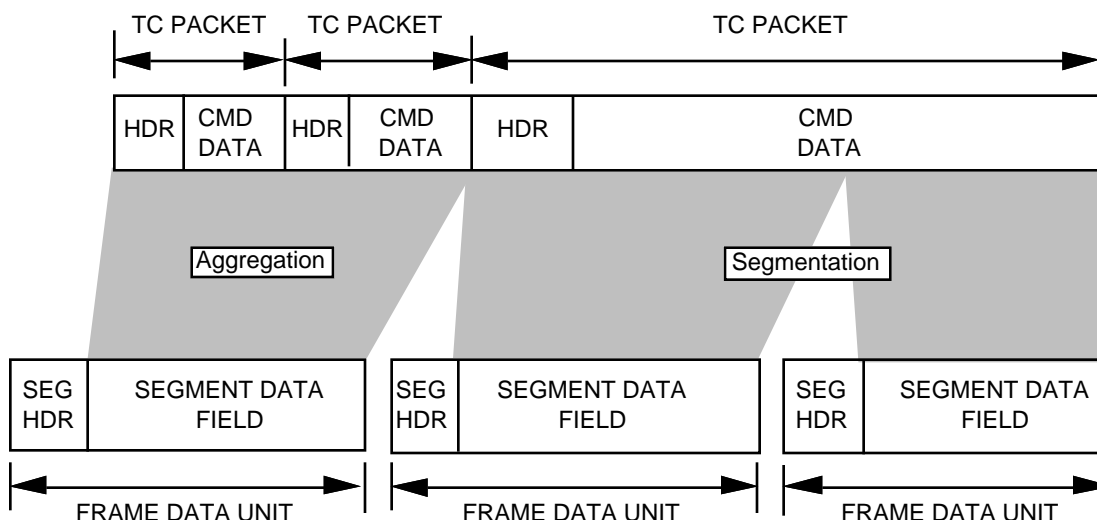 TC PACKET TC PACKET TC PACKET
HDR CMD DATA HDR CMD DATA HDR CMD DATA
Aggregation Segmentation
SEG HDR SEGMENT DATA FIELD SEG HDR SEGMENT DATA FIELD SEG HDR SEGMENT DATA FIELD
FRAME DATA UNIT FRAME DATA UNIT FRAME DATA UNIT